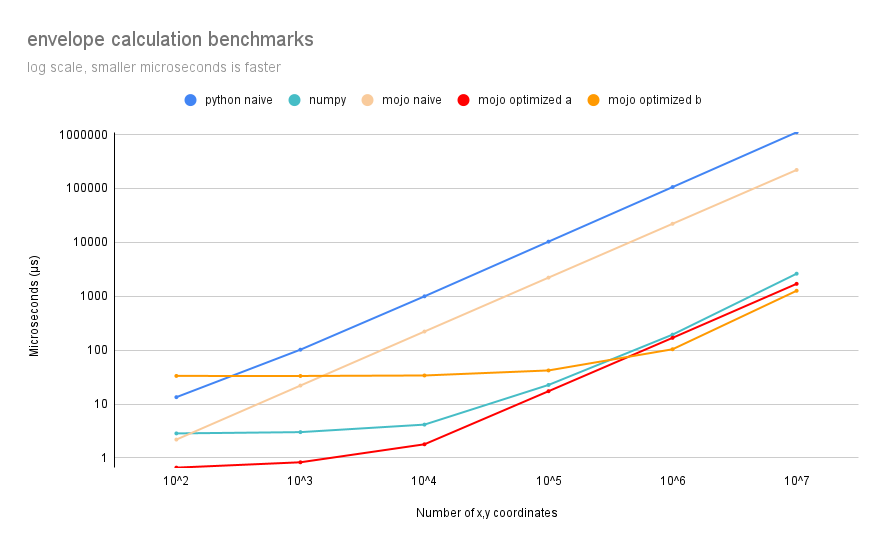 envelope calculation benchmarks
log scale, smaller microseconds is faster
python naive numpy mojo naive mojo optimized a mojo optimized b
Microseconds (µs)
1000000
100000
10000
1000
100
10
1
10^2 10^3 10^4 10^5 10^6 10^7
Number of x,y coordinates